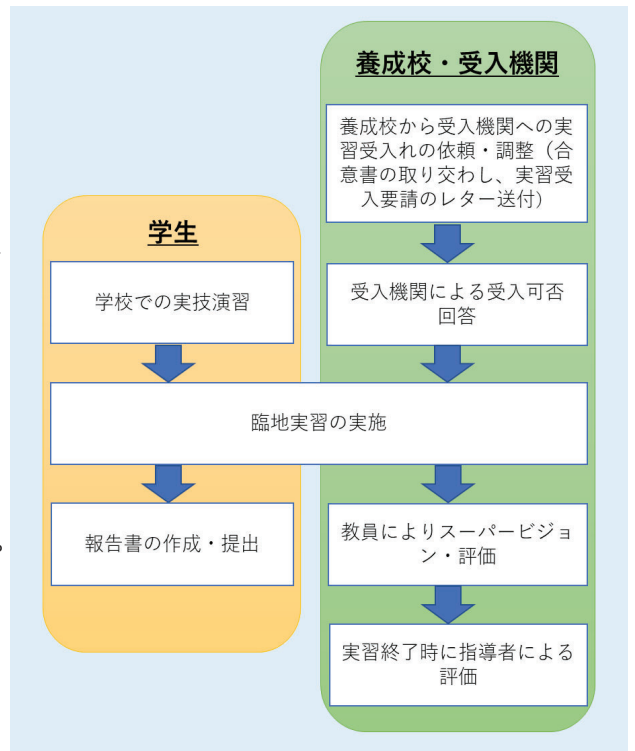 養成校・受入機関
養成校から受入機関への実
習受入れの依頼・調整（合
意書の取り交わし、実習受
入要請のレター送付）
学生
学校での実技演習
受入機関による受入可否
回答
臨地実習の実施
報告書の作成・提出
教員によりスーパービジョ
ン・評価
実習終了時に指導者による
評価